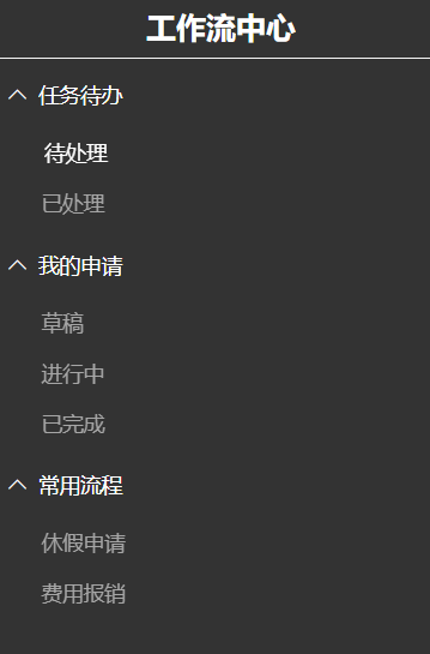 工作流中心
任务待办
待处理
已处理
我的申请
草稿
进行中
已完成
常用流程
休假申请
费用报销